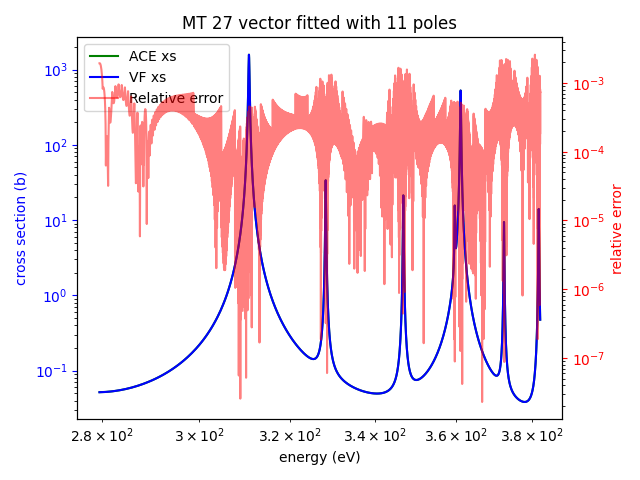 MT 27 vector fitted with 11 poles
ACE xs
VF xs
Relative error
10³
10²
10¹
10⁰
10⁻¹
cross section (b)
10⁻³
10⁻⁴
10⁻⁵
10⁻⁶
10⁻⁷
relative error
2.8 × 10² 3 × 10² 3.2 × 10² 3.4 × 10² 3.6 × 10² 3.8 × 10²
energy (eV)